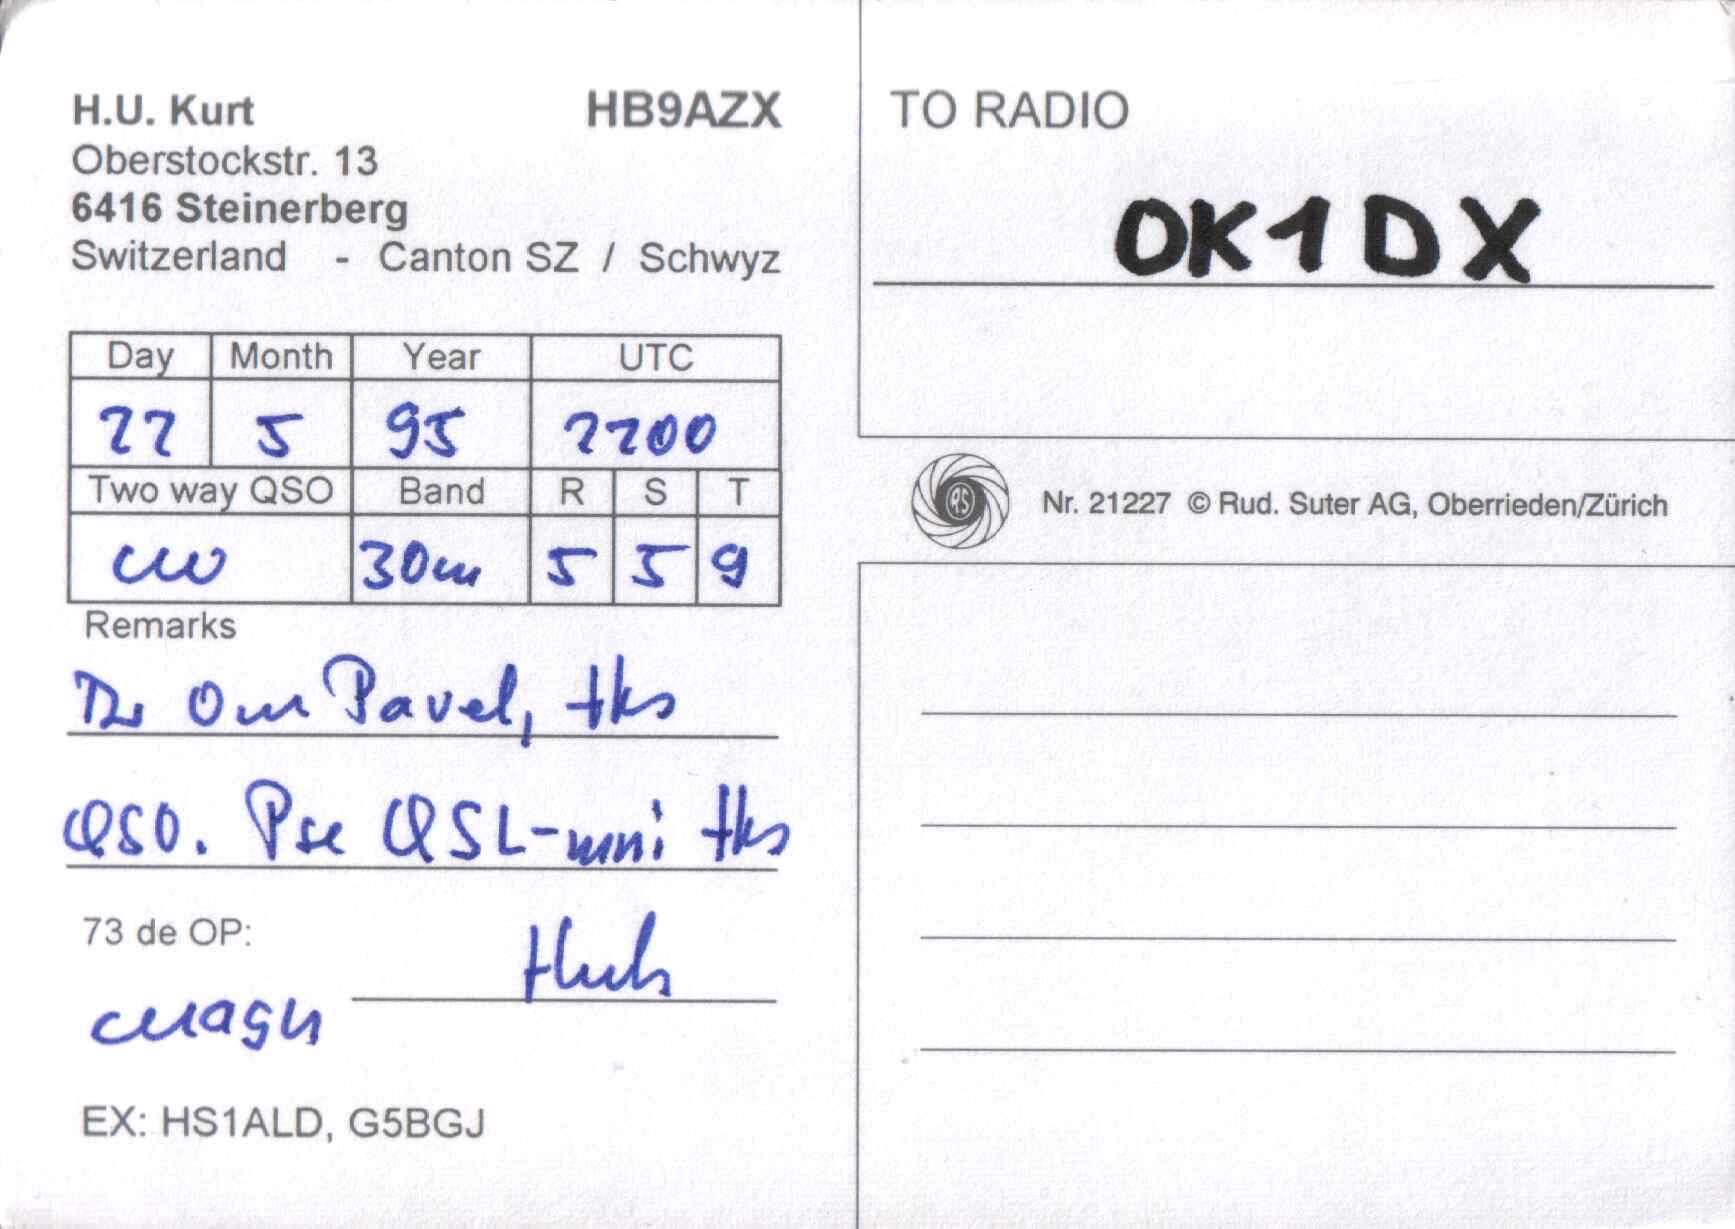 H.U. Kurt HB9AZX
Oberstockstr. 13
6416 Steinerberg
Switzerland - Canton SZ / Schwyz
Day Month Year UTC
22 5 95 2200
Two way QSO Band R S T
CW 30m 5 5 9
Remarks
Dr Om Pavel, tks
QSO. Pse QSL-mni tks
73 de OP:
cuagn
EX: HS1ALD, G5BGJ
TO RADIO
OK1DX
Nr. 21227 © Rud. Suter AG, Oberrieden/Zürich